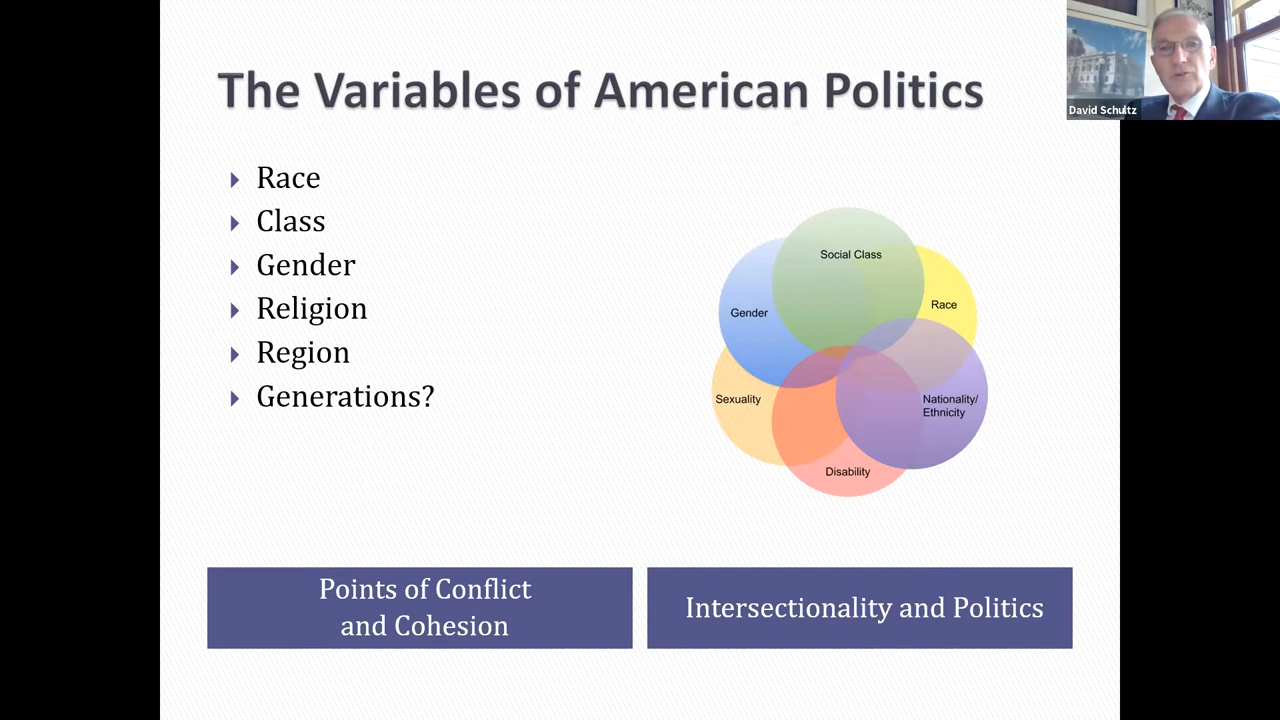 The Variables of American Politics
David Schultz
Race
Class
Gender
Religion
Region
Generations?
Social Class
Gender
Race
Sexuality
Nationality/
Ethnicity
Disability
Points of Conflict
and Cohesion
Intersectionality and Politics